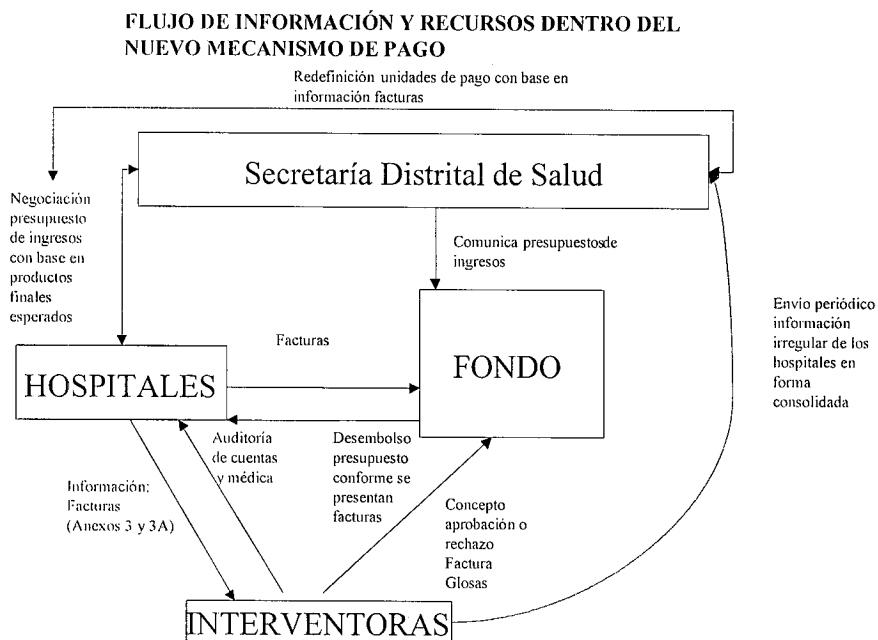 FLUJO DE INFORMACIÓN Y RECURSOS DENTRO DEL
NUEVO MECANISMO DE PAGO
Redefinición unidades de pago con base en
información facturas
Secretaría Distrital de Salud
Negociación
presupuesto
de ingresos
con base en
productos
finales
esperados
Comunica presupuestosde
ingresos
Envío periódico
información
irregular de los
hospitales en
forma
consolidada
Facturas
HOSPITALES
FONDO
Auditoría
de cuentas
y médica
Desembolso
presupuesto
conforme se
presentan
facturas
Información:
Facturas
(Anexos 3 y 3A)
Concepto
aprobación o
rechazo
Factura
Glosas
INTERVENTORAS